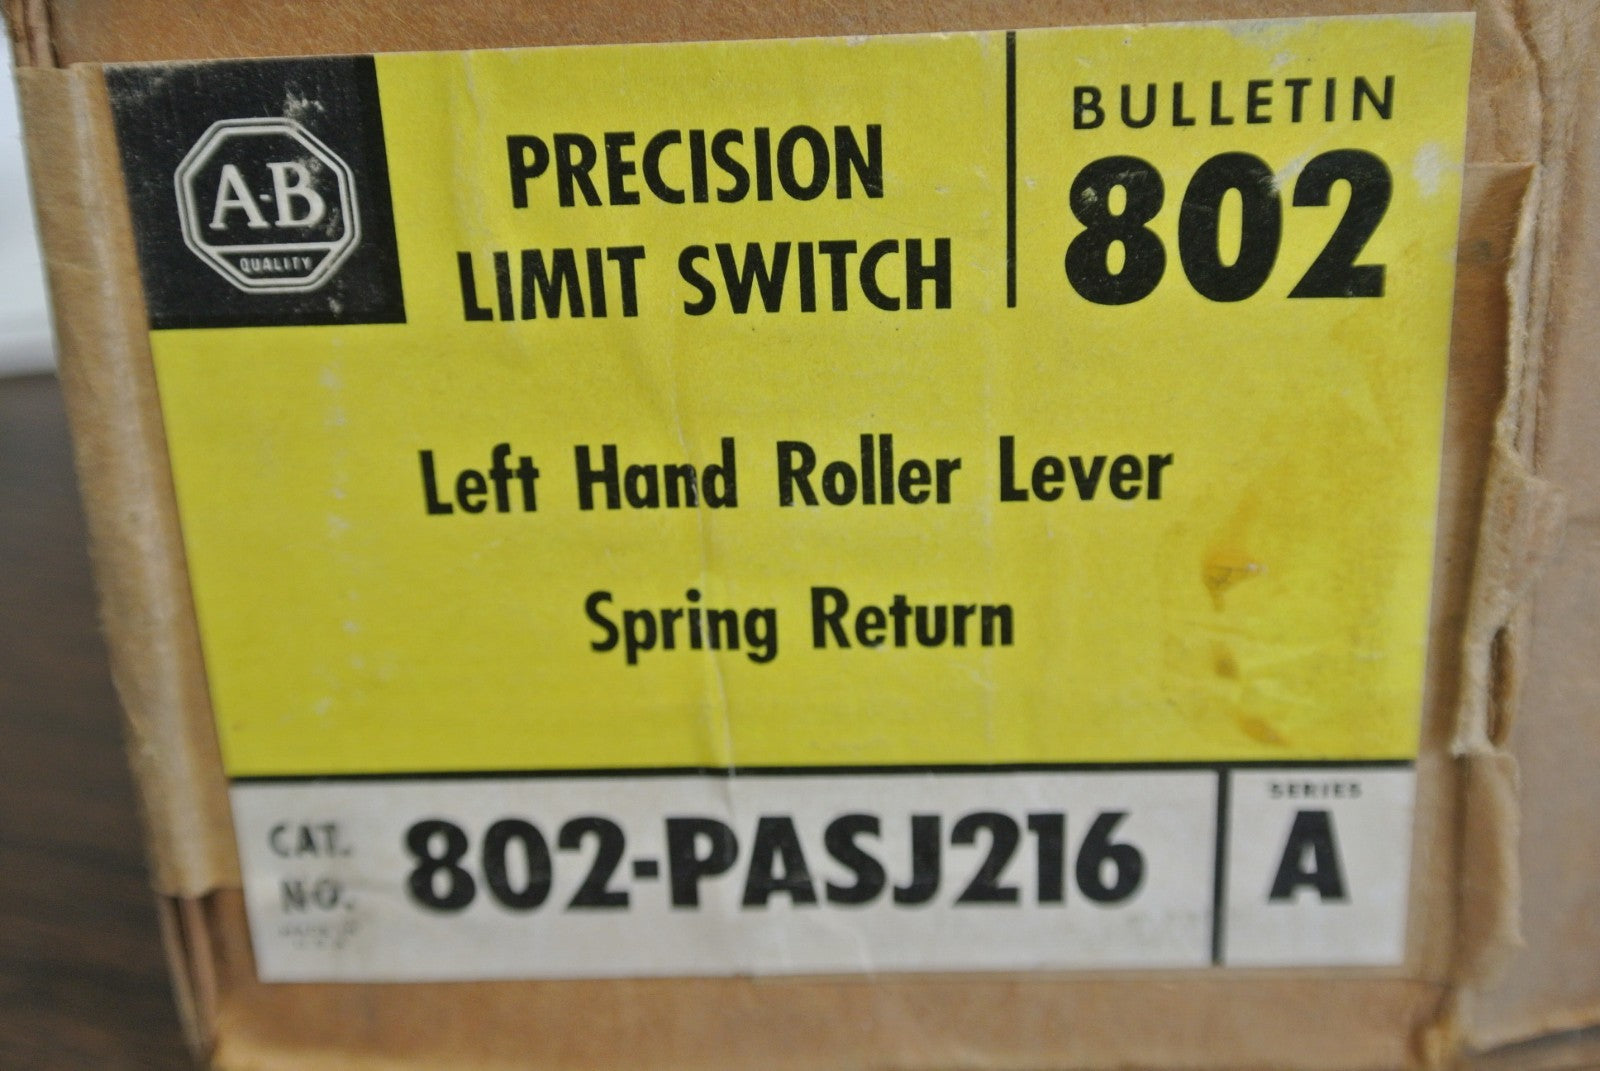 A-B
QUALITY
PRECISION
LIMIT SWITCH
BULLETIN
802
Left Hand Roller Lever
Spring Return
CAT.
NO.
802-PASJ216
SERIES
A